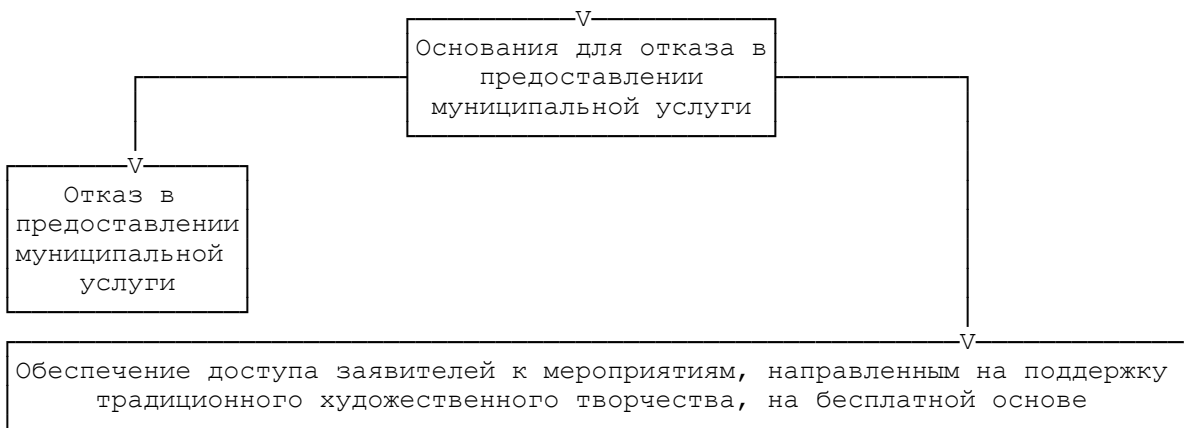 Основания для отказа в
предоставлении
муниципальной услуги
Отказ в
предоставлении
муниципальной
услуги
Обеспечение доступа заявителей к мероприятиям, направленным на поддержку
традиционного художественного творчества, на бесплатной основе